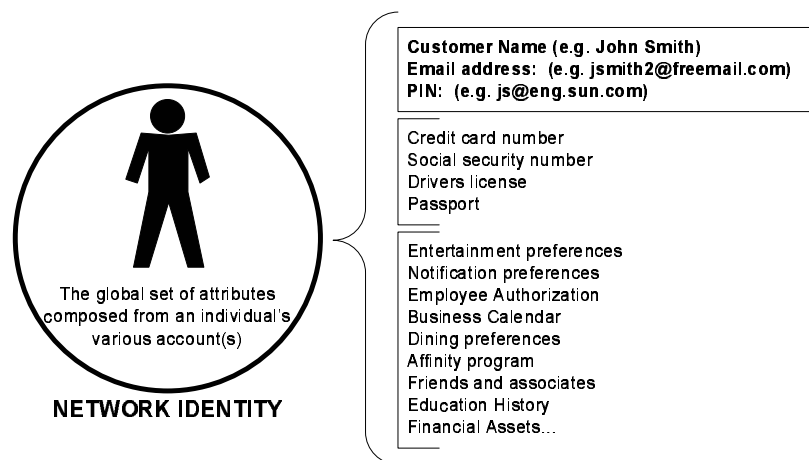 The global set of attributes
composed from an individual's
various account(s)
NETWORK IDENTITY
Customer Name (e.g. John Smith)
Email address: (e.g. jsmith2@freemail.com)
PIN: (e.g. js@eng.sun.com)
Credit card number
Social security number
Drivers license
Passport
Entertainment preferences
Notification preferences
Employee Authorization
Business Calendar
Dining preferences
Affinity program
Friends and associates
Education History
Financial Assets...